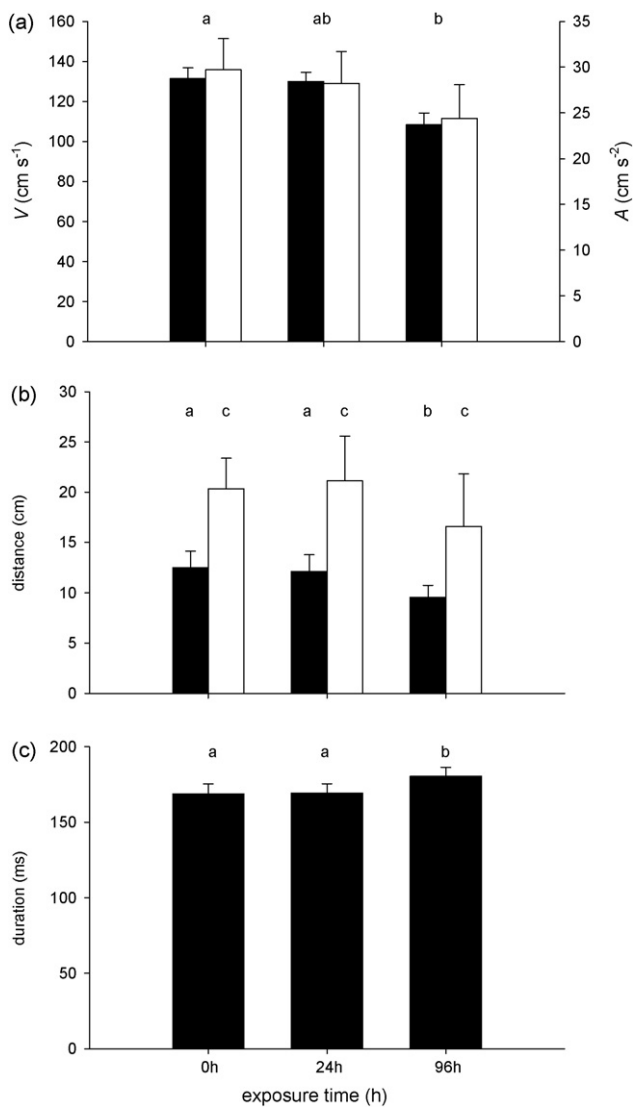 (a)
a ab b
160 35
140 30
120 25
100 20
80
60 15
40 10
20 5
0 0
V (cm s-1)
A (cm s-2)
(b)
30
25
20
15
10
5
0
a c a c b c
distance (cm)
(c)
200
150
100
50
0
a a b
duration (ms)
0h 24h 96h
exposure time (h)